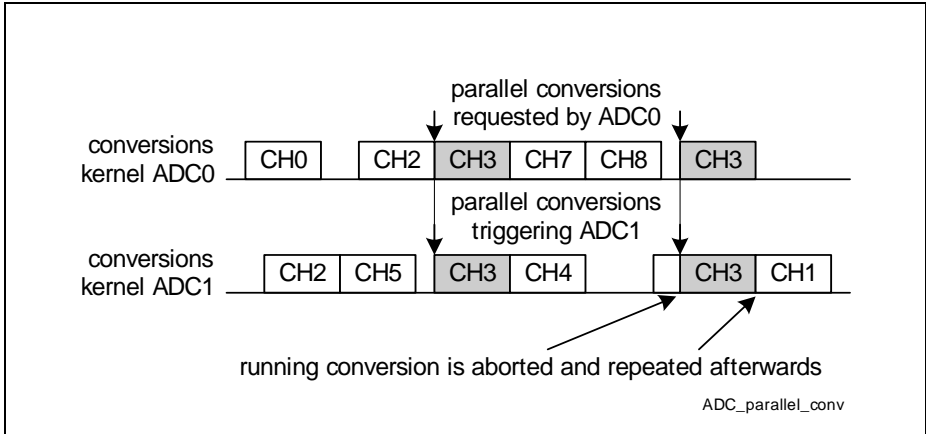 parallel conversions
requested by ADC0
conversions
kernel ADC0
CH0 CH2 CH3 CH7 CH8 CH3
parallel conversions
triggering ADC1
conversions
kernel ADC1
CH2 CH5 CH3 CH4 CH3 CH1
running conversion is aborted and repeated afterwards
ADC_parallel_conv